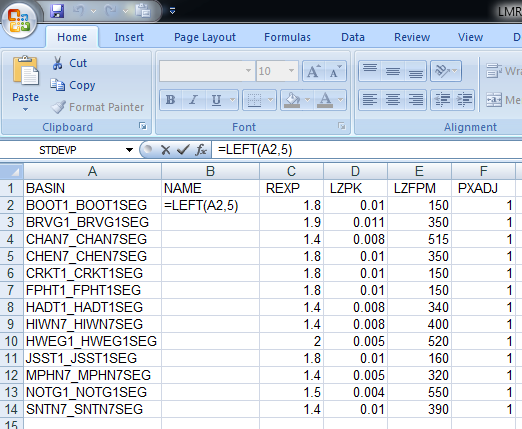 LMR
Home Insert Page Layout Formulas Data Review View D
Paste
Cut
Copy
Format Painter
10 A A
B I U A
Wra
Me
Clipboard Font Alignment
STDEVP fx =LEFT(A2,5)
A B C D E F
1 BASIN NAME REXP LZPK LZFPM PXADJ
2 BOOT1_BOOT1SEG =LEFT(A2,5) 1.8 0.01 150 1
3 BRVG1_BRVG1SEG 1.9 0.011 350 1
4 CHAN7_CHAN7SEG 1.4 0.008 515 1
5 CHEN7_CHEN7SEG 1.8 0.01 350 1
6 CRKT1_CRKT1SEG 1.8 0.01 150 1
7 FPHT1_FPHT1SEG 1.8 0.01 150 1
8 HADT1_HADT1SEG 1.4 0.008 340 1
9 HIWN7_HIWN7SEG 1.4 0.008 400 1
10 HWEG1_HWEG1SEG 2 0.005 520 1
11 JSST1_JSST1SEG 1.8 0.01 160 1
12 MPHN7_MPHN7SEG 1.4 0.005 320 1
13 NOTG1_NOTG1SEG 1.5 0.004 550 1
14 SNTN7_SNTN7SEG 1.4 0.01 390 1
15